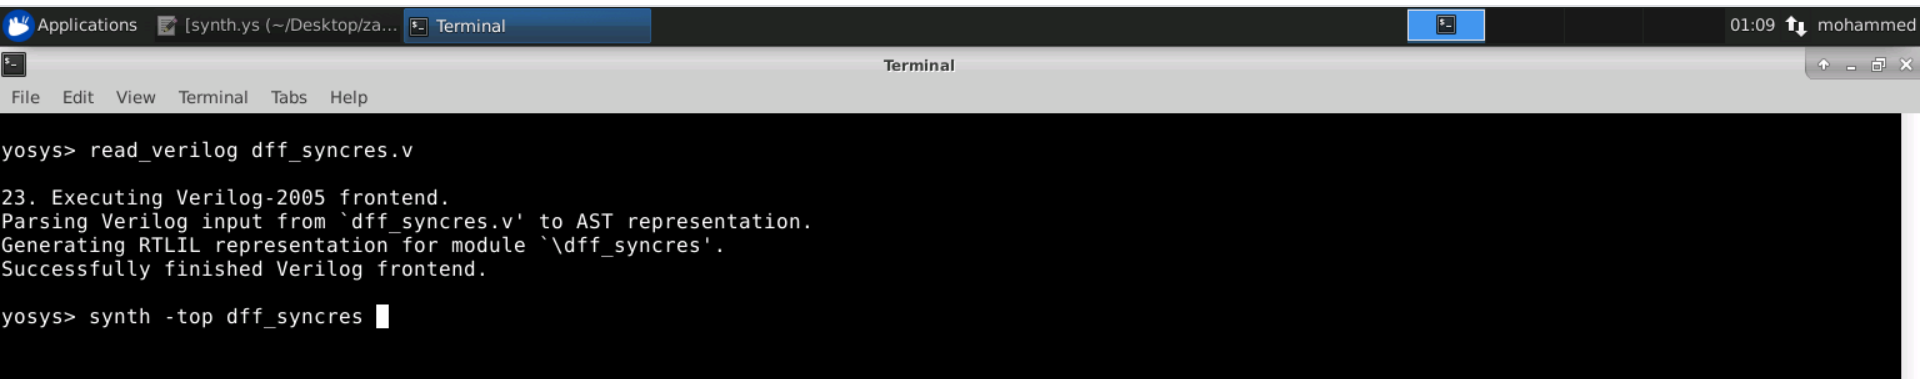 Applications [synth.ys (~/Desktop/za... Terminal 01:09 mohammed
Terminal
File Edit View Terminal Tabs Help
yosys> read_verilog dff_syncres.v
23. Executing Verilog-2005 frontend.
Parsing Verilog input from `dff_syncres.v' to AST representation.
Generating RTLIL representation for module `\dff_syncres'.
Successfully finished Verilog frontend.
yosys> synth -top dff_syncres